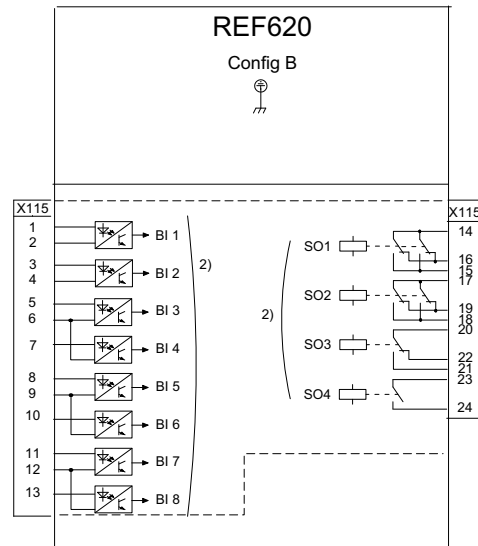 REF620
Config B
X115
X115
1
2
BI 1
3
4
BI 2
5
6
BI 3
7
BI 4
8
9
BI 5
10
BI 6
11
12
BI 7
13
BI 8
2)
2)
SO1
14
16
15
SO2
17
19
18
SO3
20
22
21
SO4
23
24